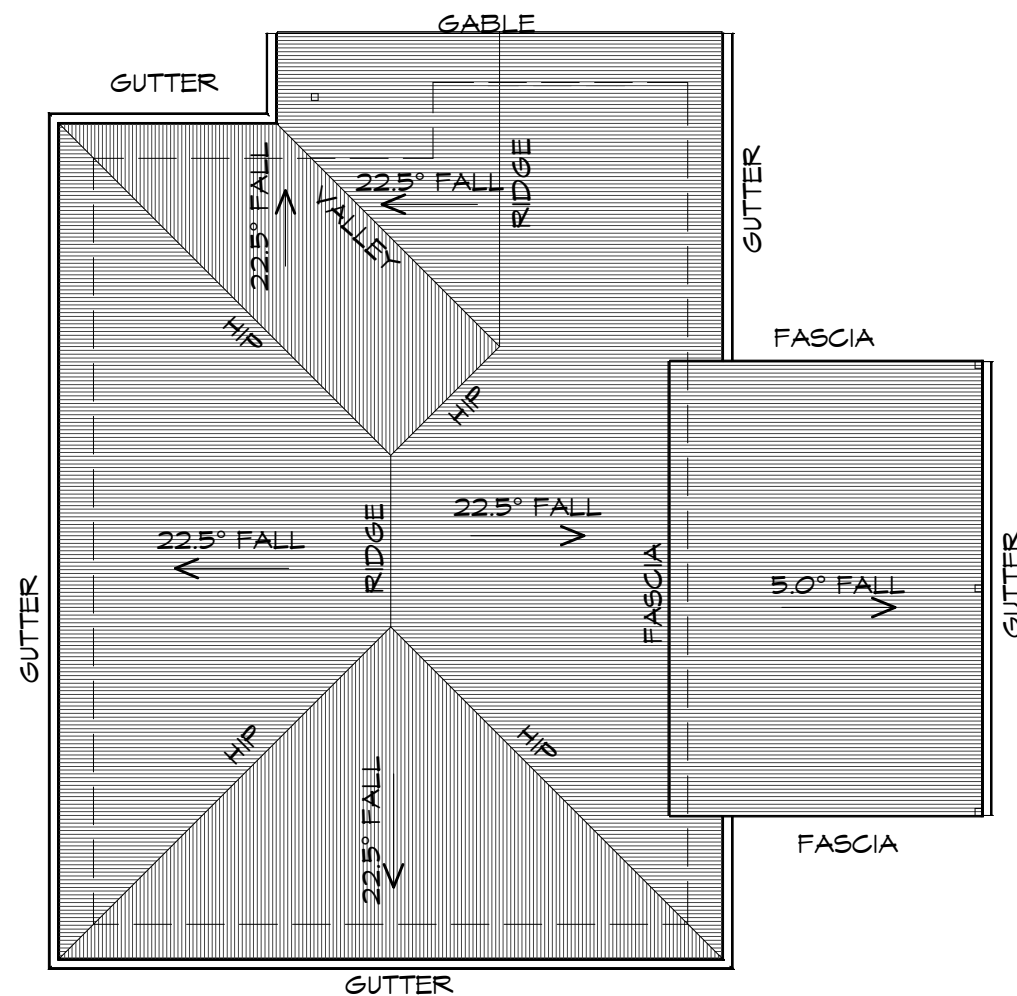 GABLE
GUTTER
RIDGE
22.5° FALL
22.5° FALL
VALLEY
GUTTER
HIP
FASCIA
HIP
22.5° FALL
RIDGE
22.5° FALL
FASCIA
5.0° FALL
GUTTER
GUTTER
HIP
HIP
22.5° FALL
FASCIA
GUTTER